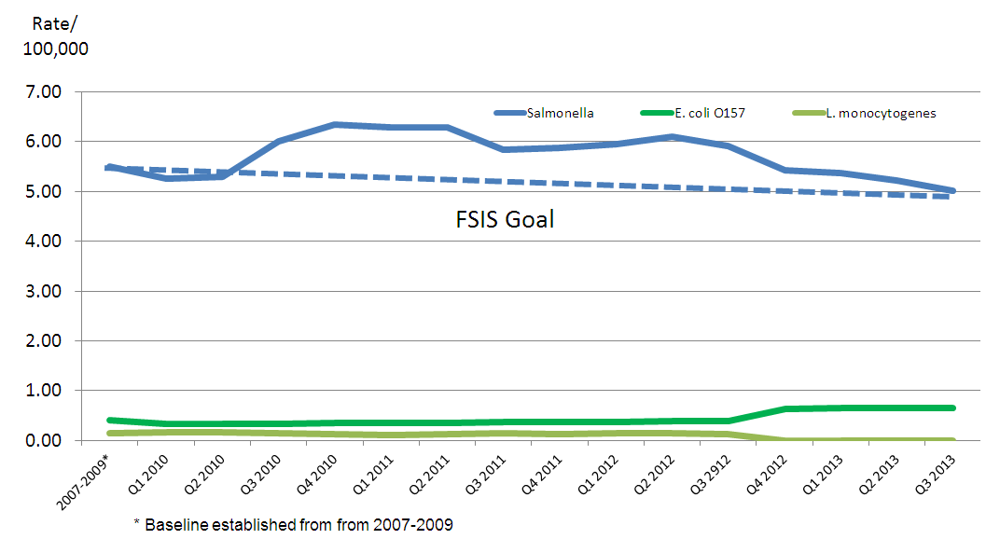 Rate/
100,000
7.00
6.00
5.00
4.00
3.00
2.00
1.00
0.00
Salmonella E. coli O157 L. monocytogenes
FSIS Goal
2007-2009* Q1 2010 Q2 2010 Q3 2010 Q4 2010 Q1 2011 Q2 2011 Q3 2011 Q4 2011 Q1 2012 Q2 2012 Q3 2912 Q4 2012 Q1 2013 Q2 2013 Q3 2013
* Baseline established from from 2007-2009